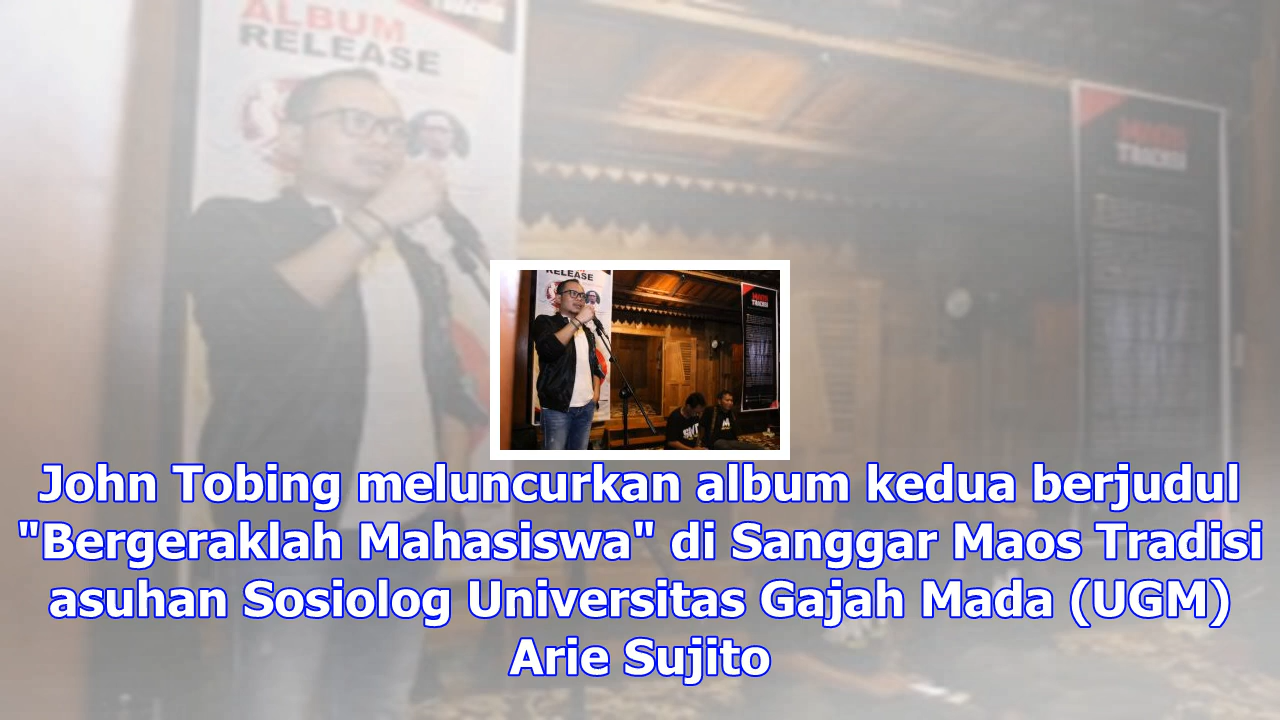 ALBUM
RELEASE
RELEASE
John Tobing meluncurkan album kedua berjudul
"Bergeraklah Mahasiswa" di Sanggar Maos Tradisi
asuhan Sosiolog Universitas Gajah Mada (UGM)
Arie Sujito